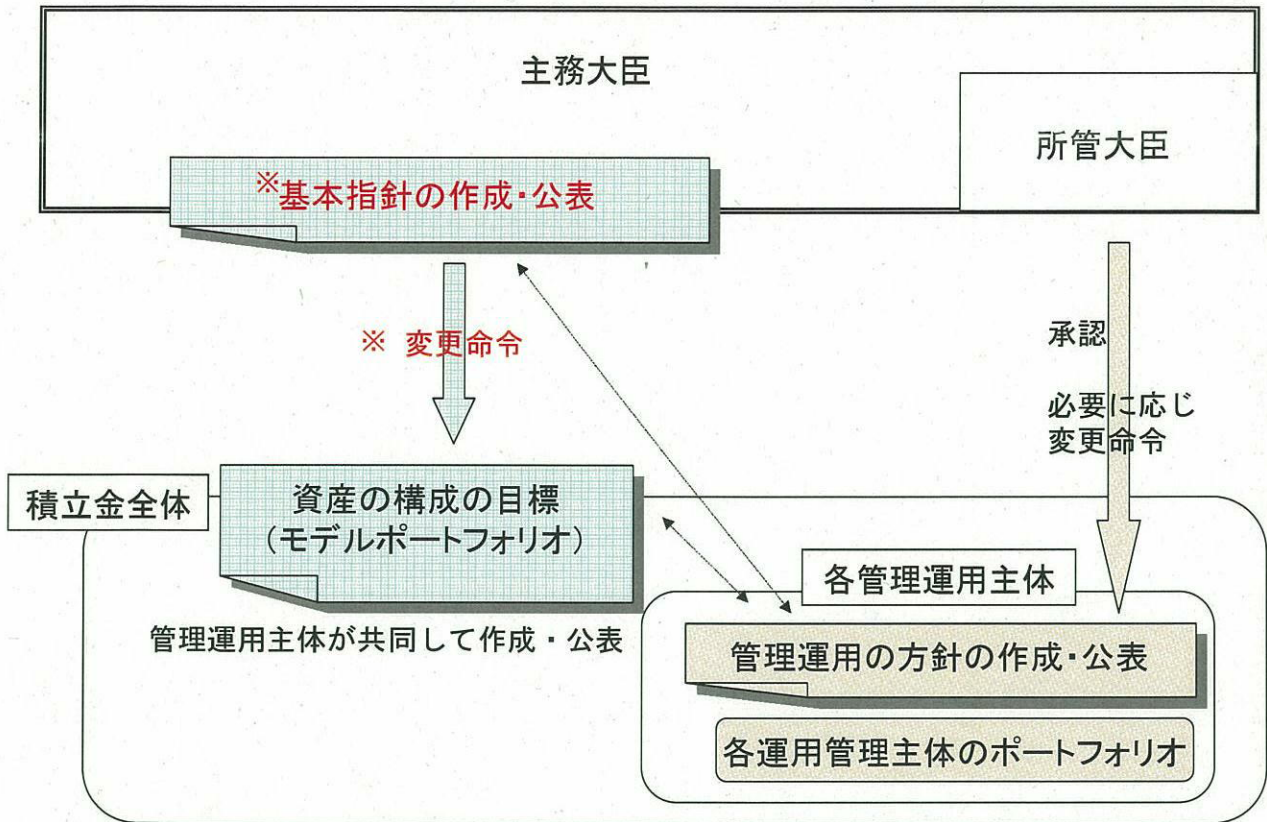 主務大臣
所管大臣
※基本指針の作成・公表
※ 変更命令
承認
必要に応じ
変更命令
積立金全体
資産の構成の目標
(モデルポートフォリオ)
管理運用主体が共同して作成・公表
各管理運用主体
管理運用の方針の作成・公表
各運用管理主体のポートフォリオ